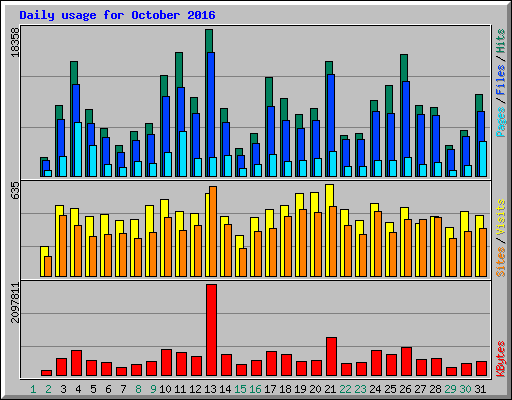 Daily usage for October 2016
18358
Pages / Files / Hits
635
Sites / Visits
2097811
KBytes
1 2 3 4 5 6 7 8 9 10 11 12 13 14 15 16 17 18 19 20 21 22 23 24 25 26 27 28 29 30 31